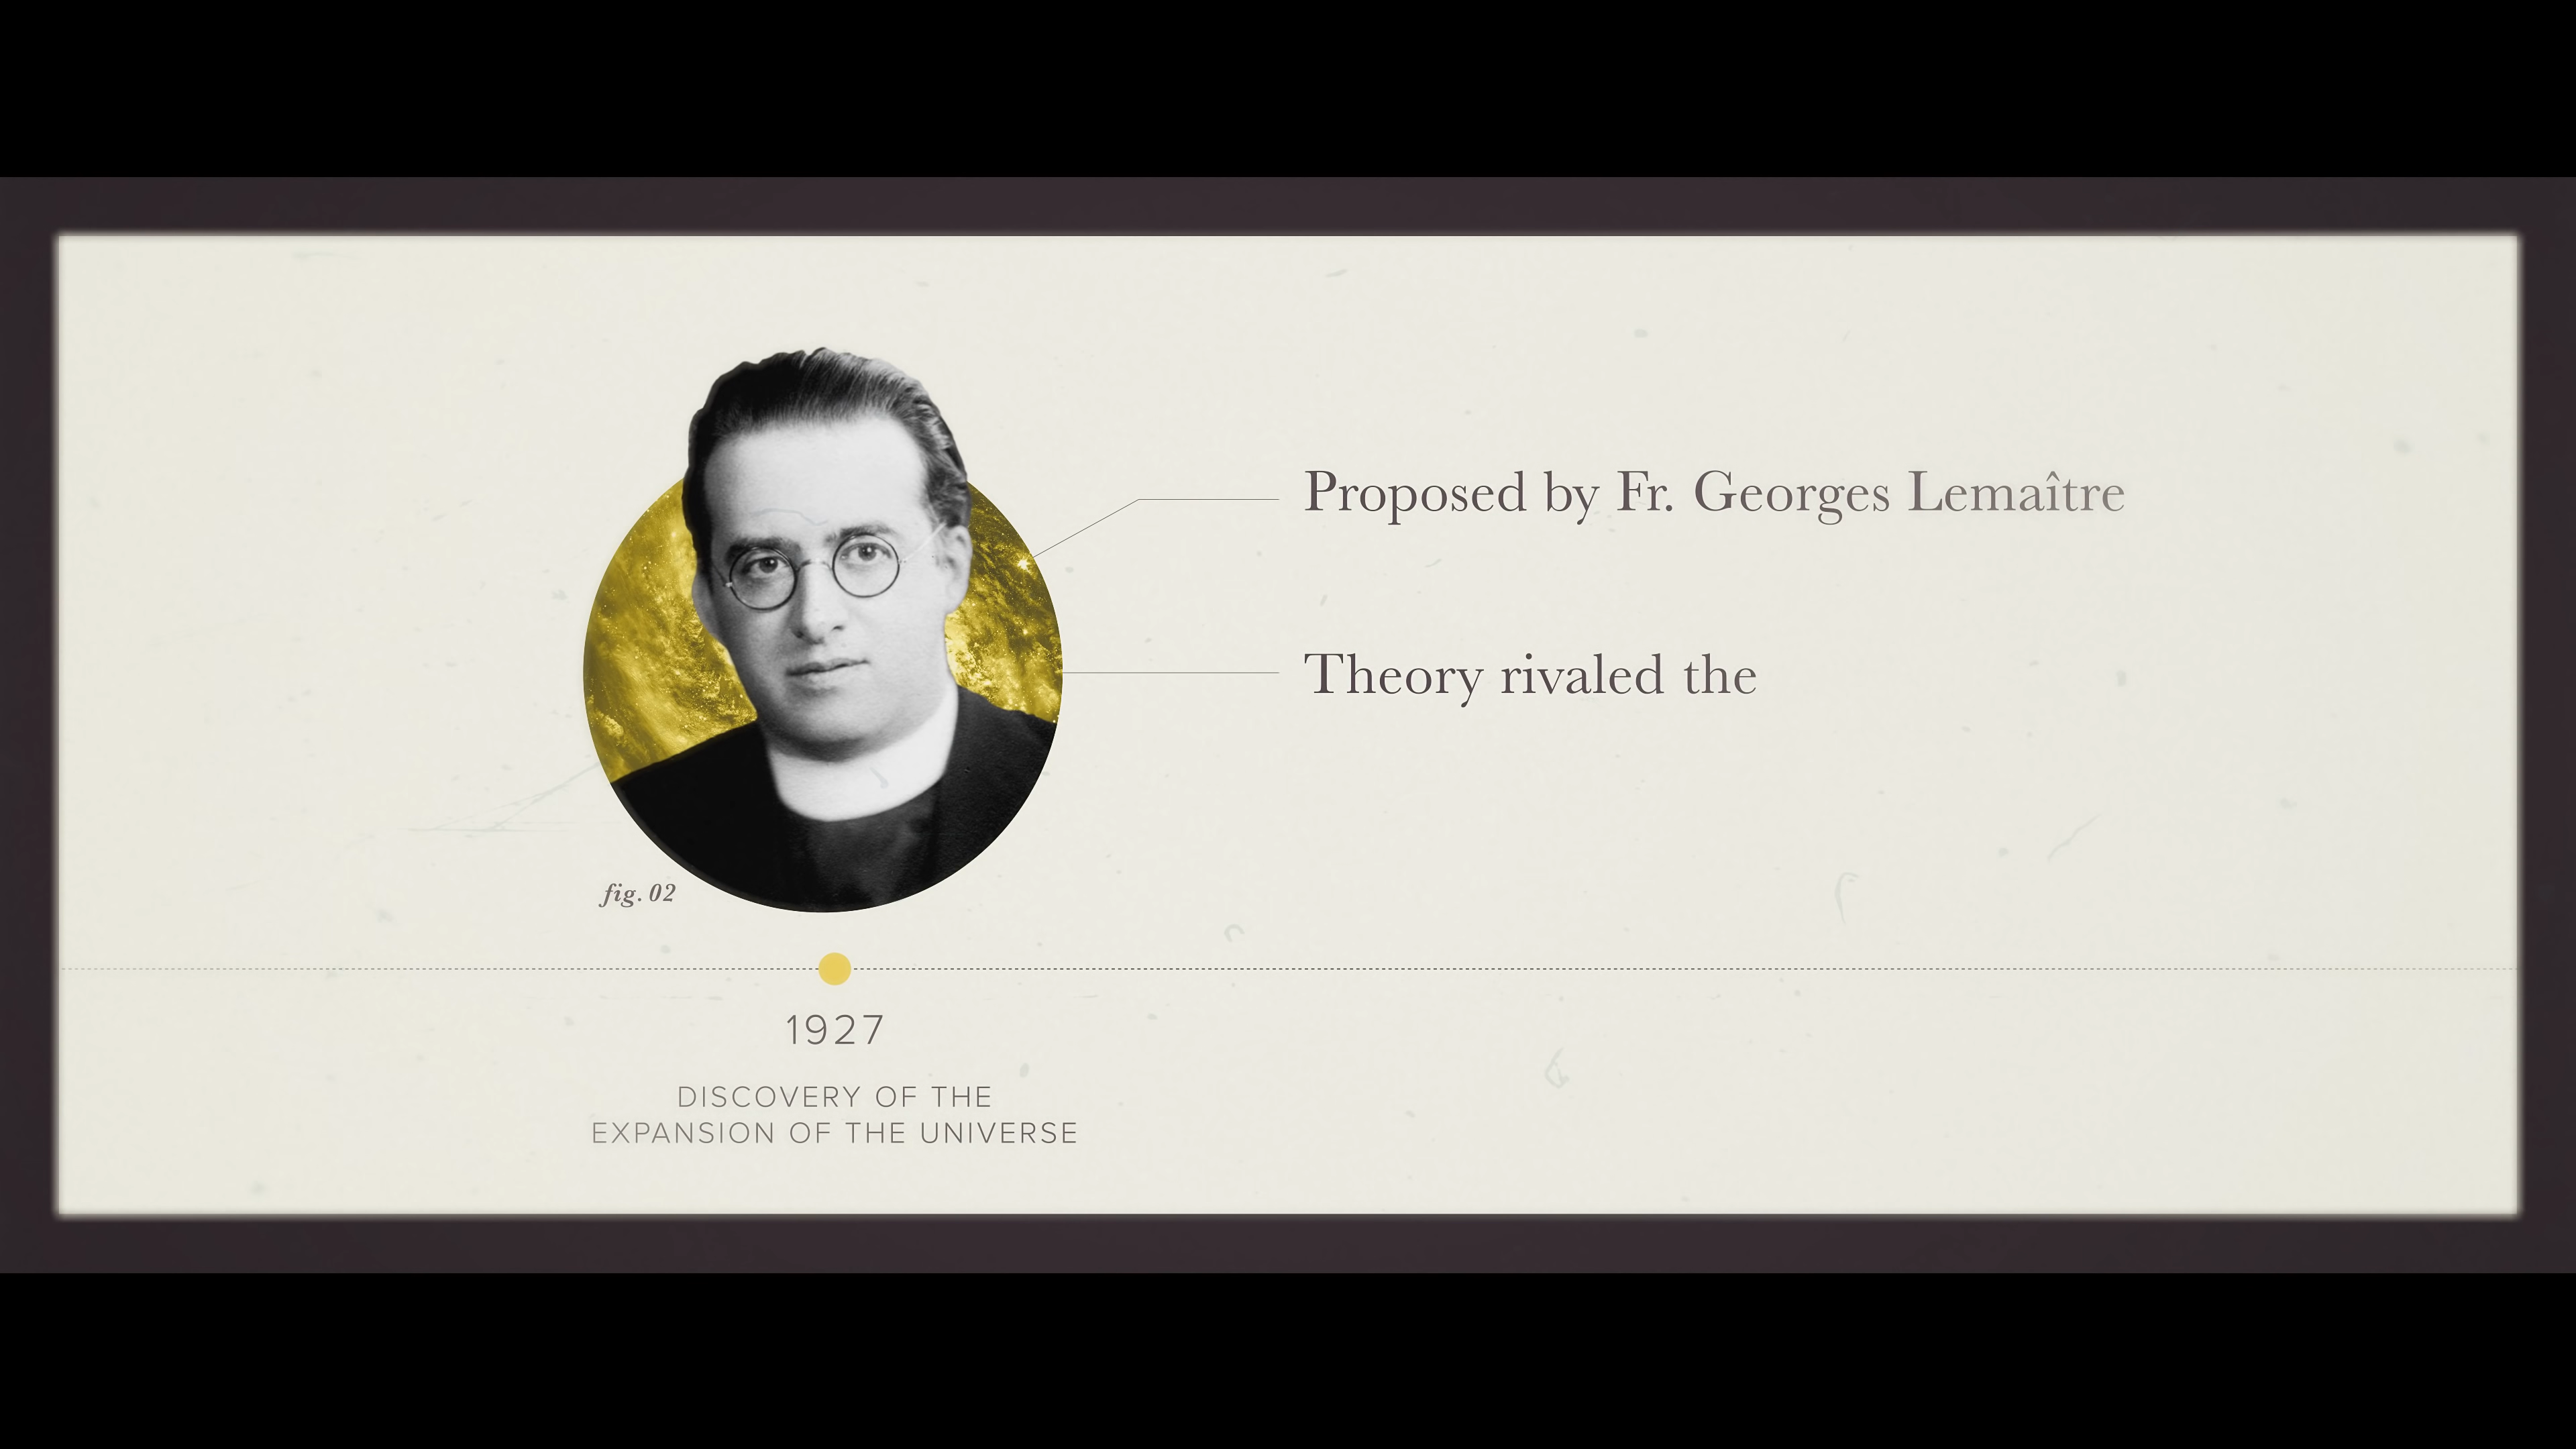 Proposed by Fr. Georges Lemaître
Theory rivaled the
fig. 02
1927
DISCOVERY OF THE
EXPANSION OF THE UNIVERSE